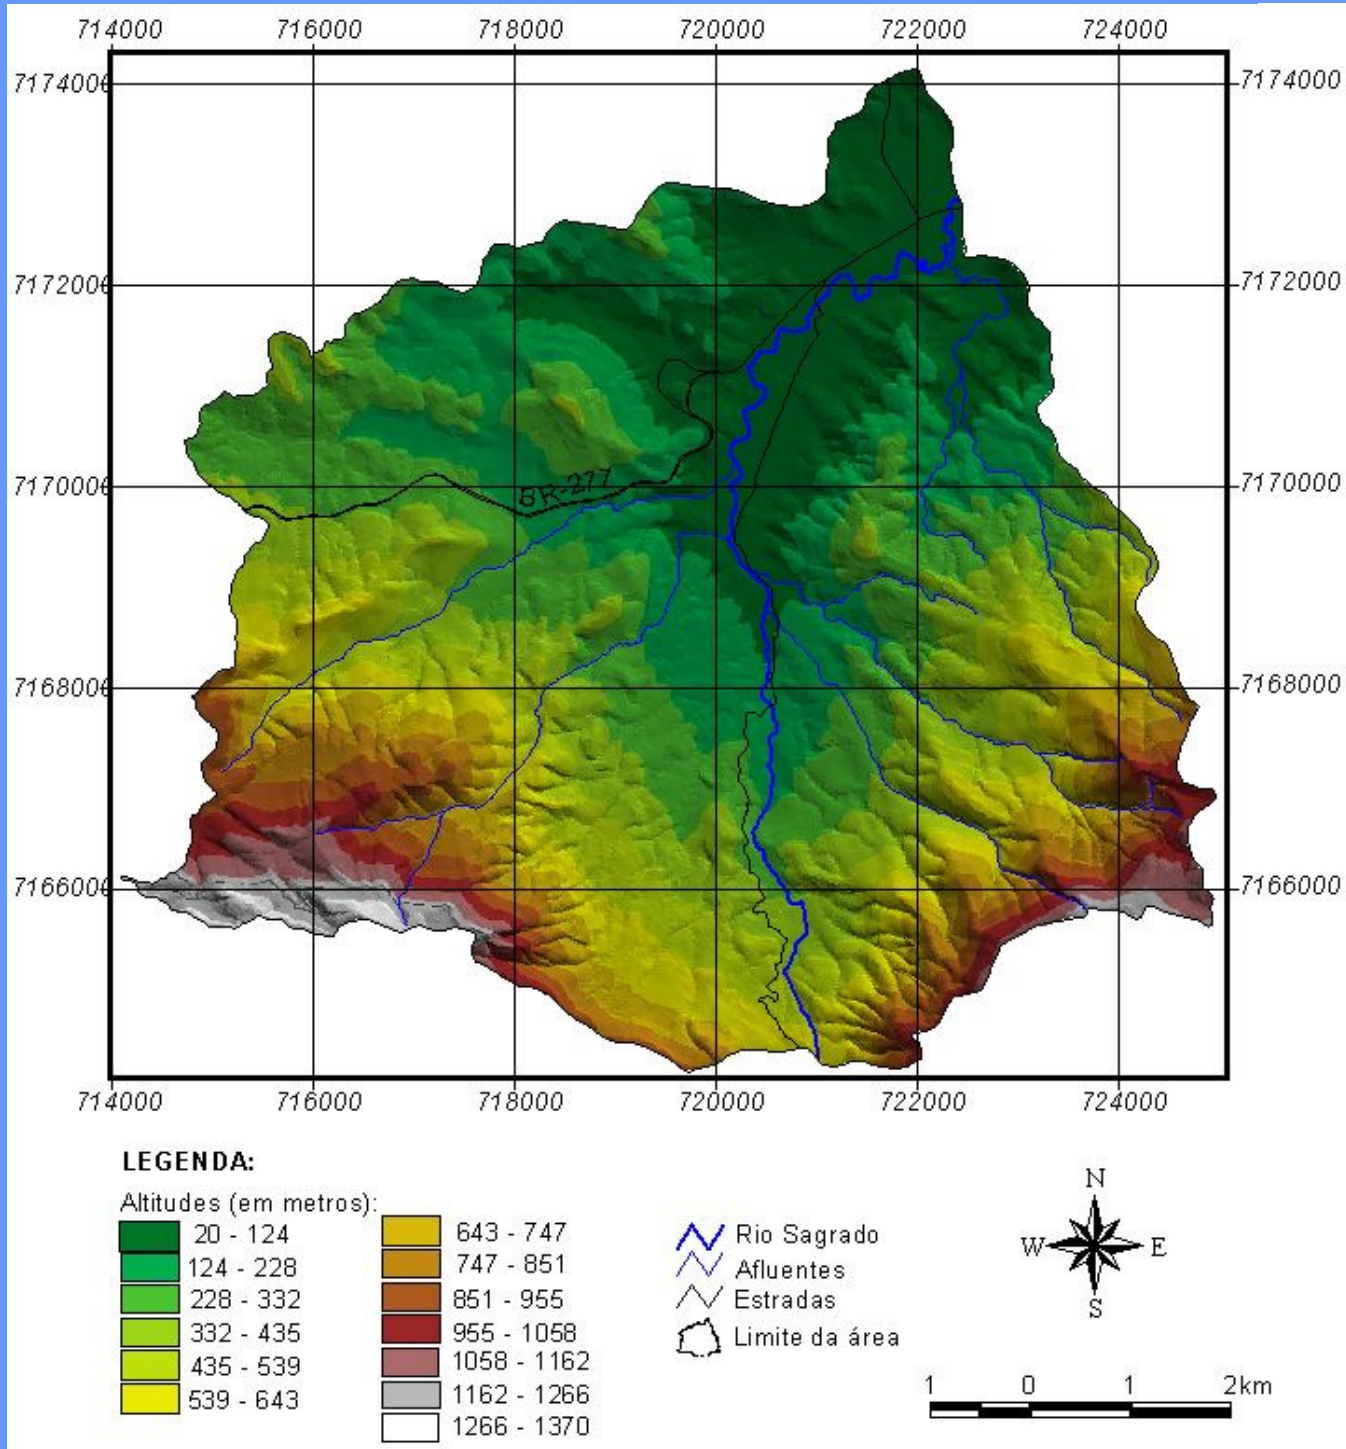 714000 716000 718000 720000 722000 724000
7174000 7174000
7172000 7172000
7170000 7170000
7168000 7168000
7166000 7166000
BR-277
714000 716000 718000 720000 722000 724000
LEGENDA:
Altitudes (em metros):
20 - 124
124 - 228
228 - 332
332 - 435
435 - 539
539 - 643
643 - 747
747 - 851
851 - 955
955 - 1058
1058 - 1162
1162 - 1266
1266 - 1370
Rio Sagrado
Afluentes
Estradas
Limite da área
N
W E
S
1 0 1 2km